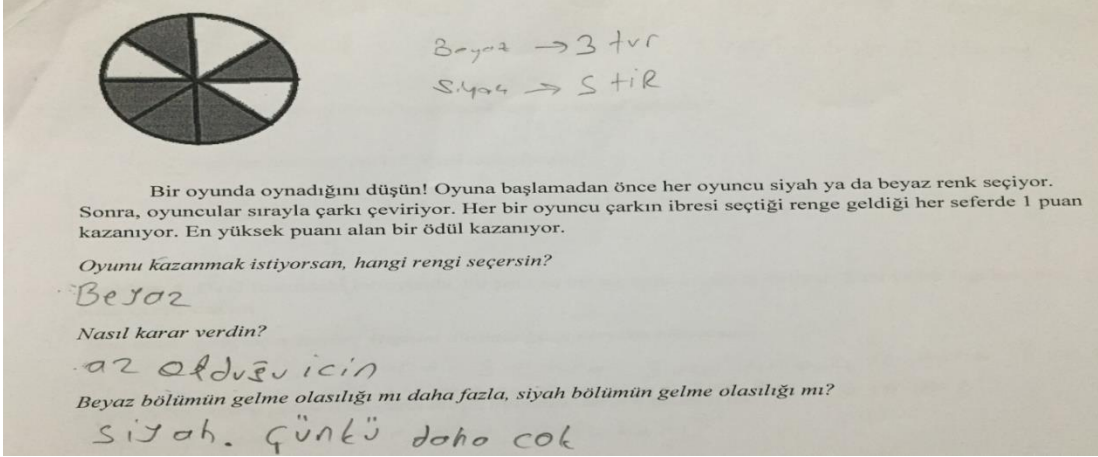 Beyaz → 3 tur
Siyah → 5 tiR
Bir oyunda oynadığını düşün! Oyuna başlamadan önce her oyuncu siyah ya da beyaz renk seçiyor.
Sonra, oyuncular sırayla çarkı çeviriyor. Her bir oyuncu çarkın ibresi seçtiği renge geldiği her seferde 1 puan
kazanıyor. En yüksek puanı alan bir ödül kazanıyor.
Oyunu kazanmak istiyorsan, hangi rengi seçersin?
Beyaz
Nasıl karar verdin?
az olduğu icin
Beyaz bölümün gelme olasılığı mı daha fazla, siyah bölümün gelme olasılığı mı?
siyah. Çünkü daha cok